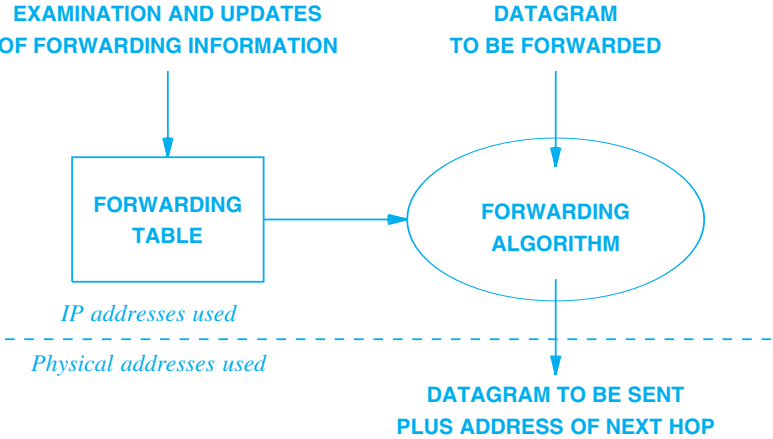 EXAMINATION AND UPDATES
OF FORWARDING INFORMATION
DATAGRAM
TO BE FORWARDED
FORWARDING
TABLE
FORWARDING
ALGORITHM
IP addresses used
Physical addresses used
DATAGRAM TO BE SENT
PLUS ADDRESS OF NEXT HOP